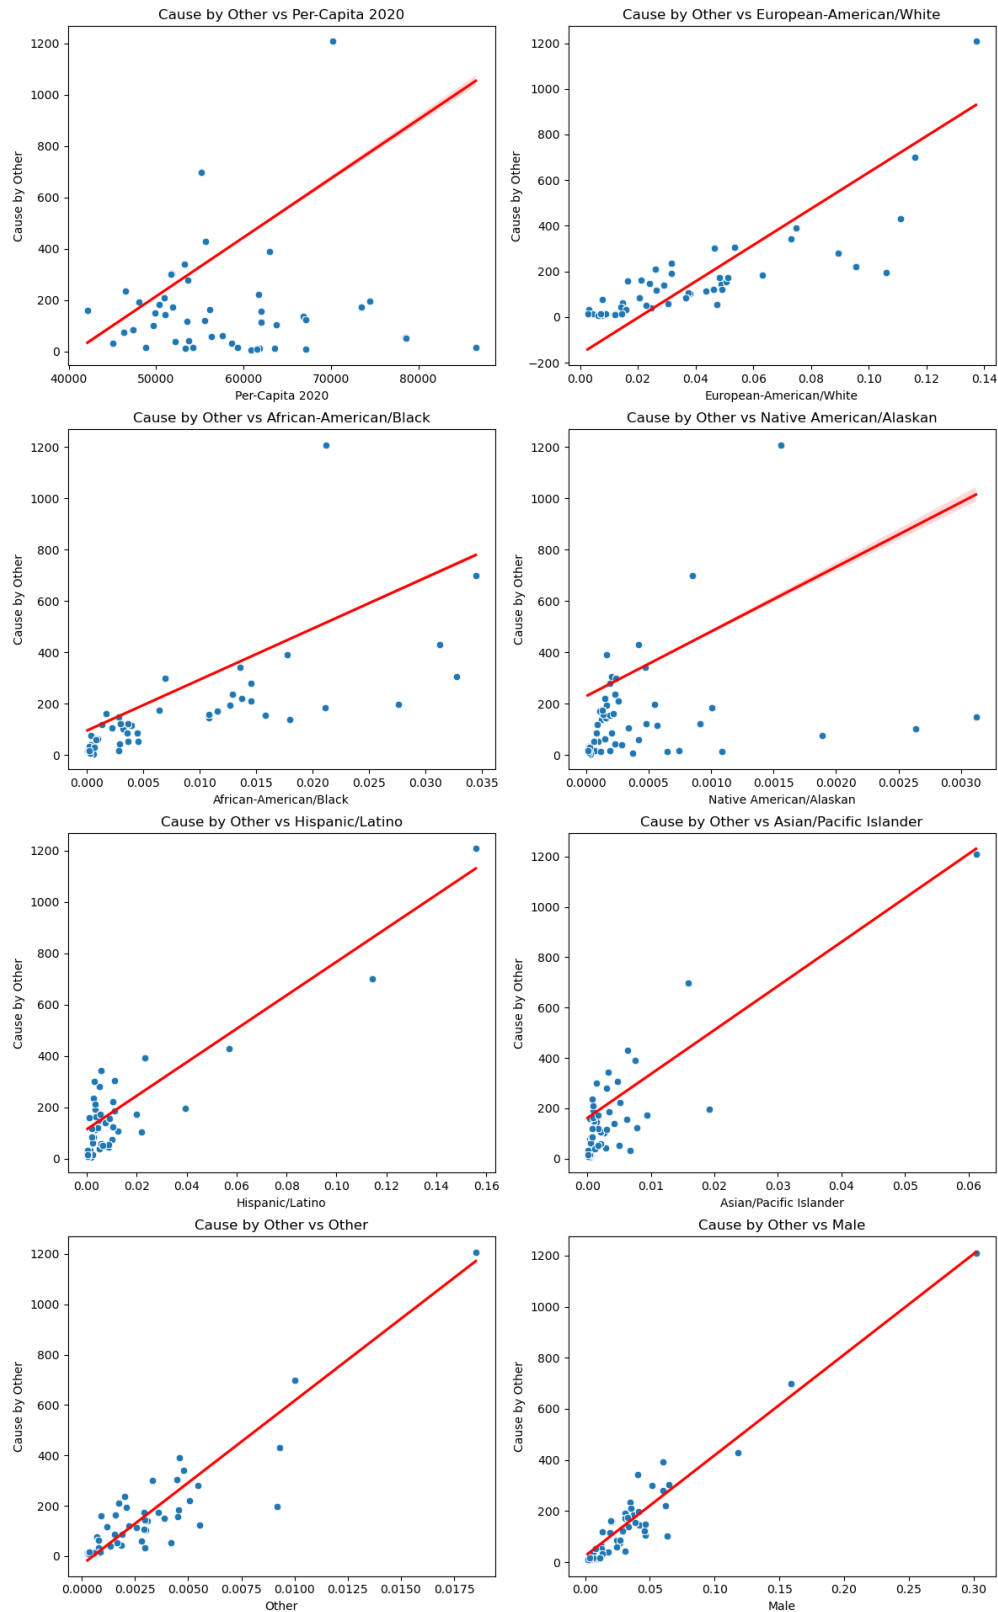 Cause by Other vs Per-Capita 2020
1200
1000
800
600
400
200
0
Cause by Other
40000 50000 60000 70000 80000
Per-Capita 2020
Cause by Other vs European-American/White
1200
1000
800
600
400
200
0
−200
Cause by Other
0.00 0.02 0.04 0.06 0.08 0.10 0.12 0.14
European-American/White
Cause by Other vs African-American/Black
1200
1000
800
600
400
200
0
Cause by Other
0.000 0.005 0.010 0.015 0.020 0.025 0.030 0.035
African-American/Black
Cause by Other vs Native American/Alaskan
1200
1000
800
600
400
200
0
Cause by Other
0.0000 0.0005 0.0010 0.0015 0.0020 0.0025 0.0030
Native American/Alaskan
Cause by Other vs Hispanic/Latino
1200
1000
800
600
400
200
0
Cause by Other
0.00 0.02 0.04 0.06 0.08 0.10 0.12 0.14 0.16
Hispanic/Latino
Cause by Other vs Asian/Pacific Islander
1200
1000
800
600
400
200
0
Cause by Other
0.00 0.01 0.02 0.03 0.04 0.05 0.06
Asian/Pacific Islander
Cause by Other vs Other
1200
1000
800
600
400
200
0
Cause by Other
0.0000 0.0025 0.0050 0.0075 0.0100 0.0125 0.0150 0.0175
Other
Cause by Other vs Male
1200
1000
800
600
400
200
0
Cause by Other
0.00 0.05 0.10 0.15 0.20 0.25 0.30
Male